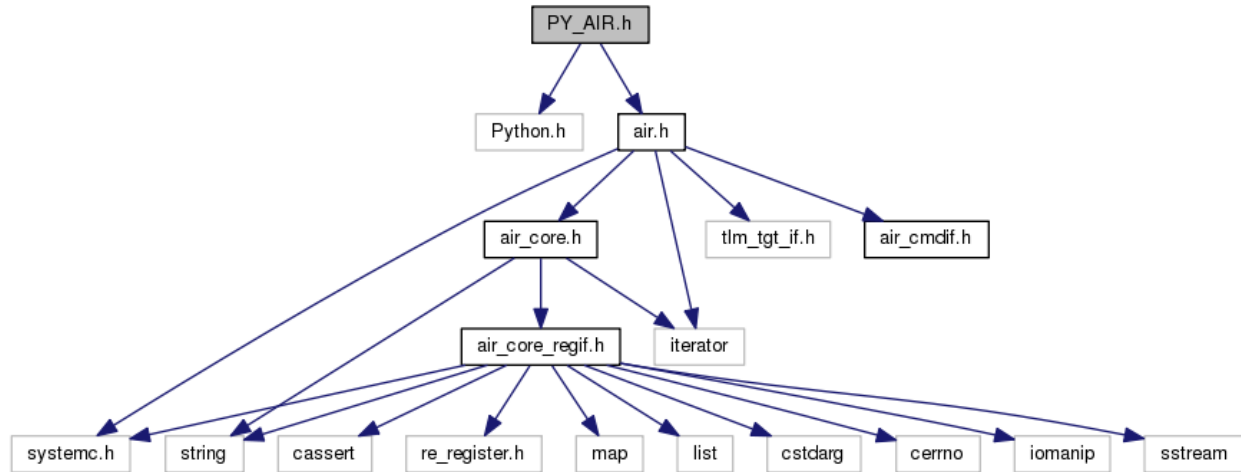 PY_AIR.h
Python.h
air.h
air_core.h
tlm_tgt_if.h
air_cmdif.h
air_core_regif.h
iterator
systemc.h
string
cassert
re_register.h
map
list
cstdarg
cerrno
iomanip
sstream